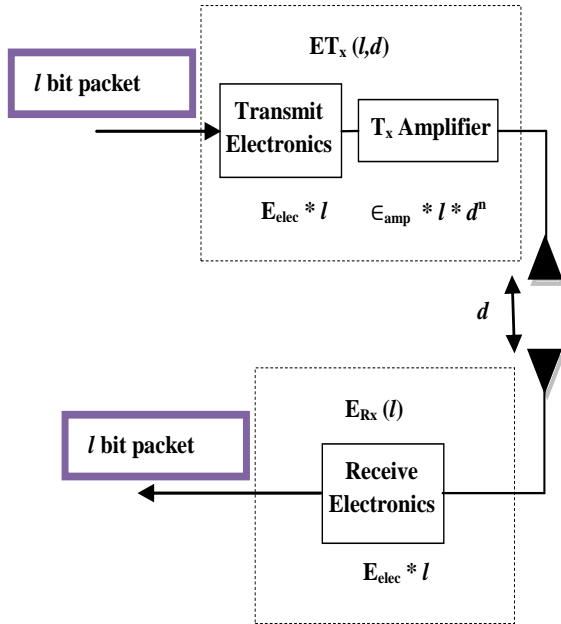 ETx (l,d)
l bit packet
Transmit
Electronics
Tx Amplifier
Eelec * l
∈amp * l * dⁿ
d
ERx (l)
l bit packet
Receive
Electronics
Eelec * l